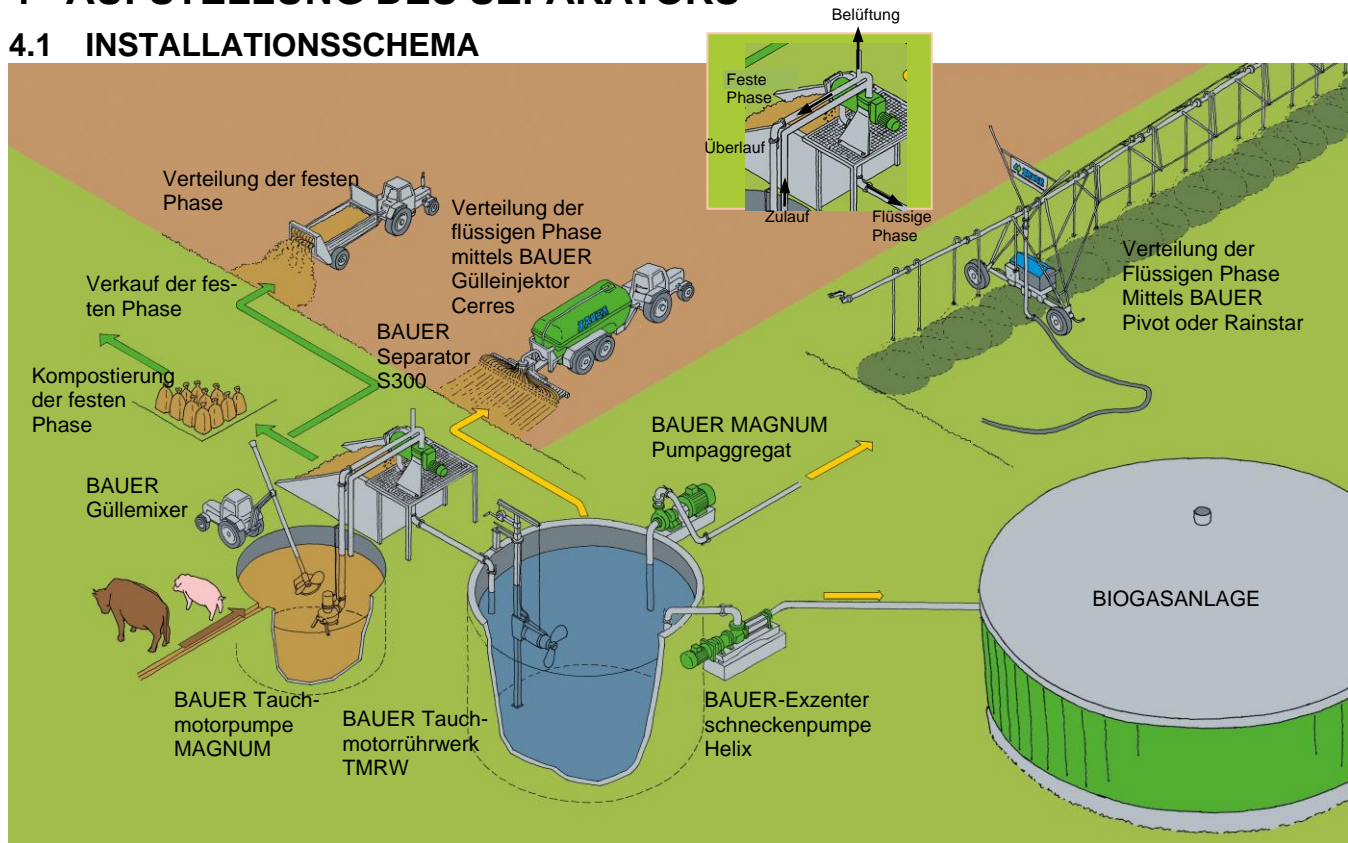 4 AUFSTELLUNG DES SEPARATORS
4.1 INSTALLATIONSSCHEMA
Belüftung
Feste
Phase
Überlauf
Zulauf
Flüssige
Phase
Verteilung der festen
Phase
Verteilung der
flüssigen Phase
mittels BAUER
Gülleinjektor
Cerres
Verkauf der fes-
ten Phase
BAUER
Separator
S300
Kompostierung
der festen
Phase
BAUER
Güllemixer
BAUER
BAUER
Verteilung der
Flüssigen Phase
Mittels BAUER
Pivot oder Rainstar
BAUER MAGNUM
Pumpaggregat
BIOGASANLAGE
BAUER Tauch-
motorpumpe
MAGNUM
BAUER Tauch-
motorrührwerk
TMRW
BAUER-Exzenter
schneckenpumpe
Helix